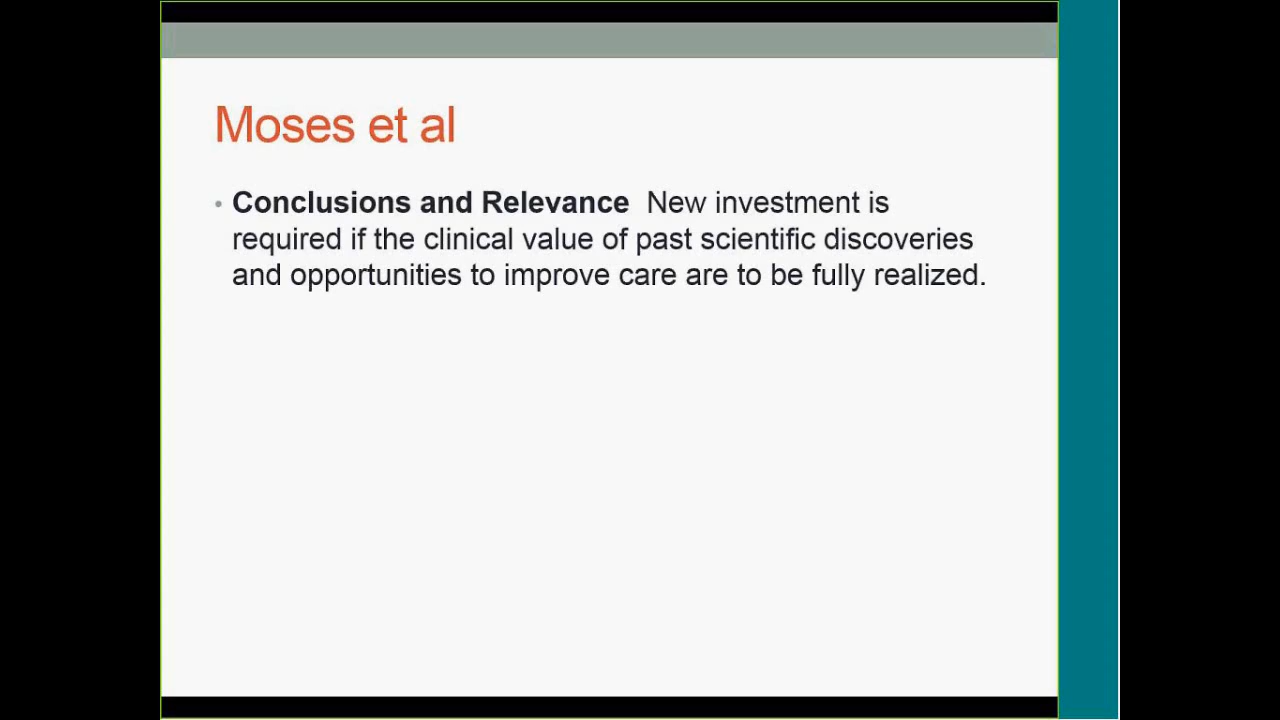 Moses et al
• Conclusions and Relevance New investment is
required if the clinical value of past scientific discoveries
and opportunities to improve care are to be fully realized.